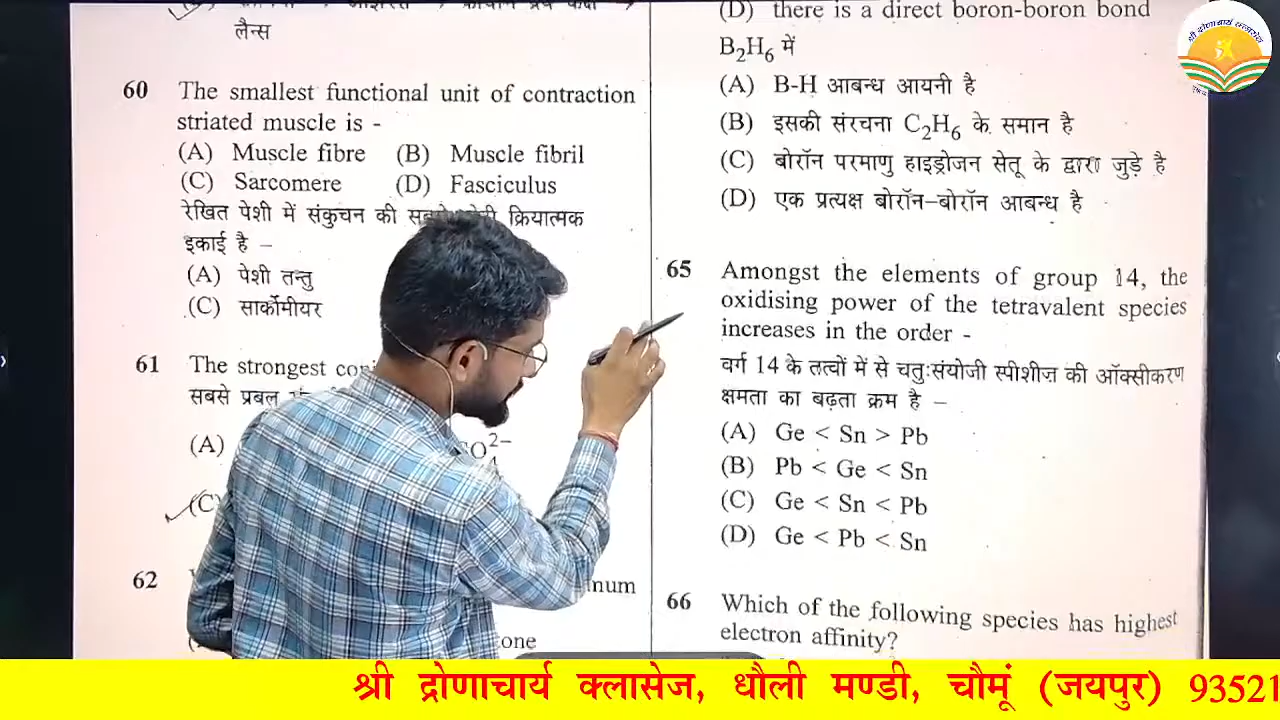 लैन्स
60 The smallest functional unit of contraction
striated muscle is -
(A) Muscle fibre (B) Muscle fibril
(C) Sarcomere (D) Fasciculus
रेखित पेशी में संकुचन की क्रियात्मक
इकाई है –
(A) पेशी तन्तु
(C) सार्कोमीयर
61 The strongest
सबसे प्रबल
(A)
(C)
62
(D) there is a direct boron-boron bond
B₂H₆ में
(A) B-H आबन्ध आयनी है
(B) इसकी संरचना C₂H₆ के समान है
(C) बोरॉन परमाणु हाइड्रोजन सेतू के द्वारा जुड़े है
(D) एक प्रत्यक्ष बोरॉन–बोरॉन आबन्ध है
65 Amongst the elements of group 14, the
oxidising power of the tetravalent species
increases in the order -
वर्ग 14 के तत्वों में से चतुःसंयोजी स्पीशीज़ की ऑक्सीकरण
क्षमता का बढ़ता क्रम है –
(A) Ge < Sn > Pb
(B) Pb < Ge < Sn
(C) Ge < Sn < Pb
(D) Ge < Pb < Sn
66 Which of the following species has highest
electron affinity?
श्री द्रोणाचार्य क्लासेज, धौली मण्डी, चौमूं (जयपुर) 93521